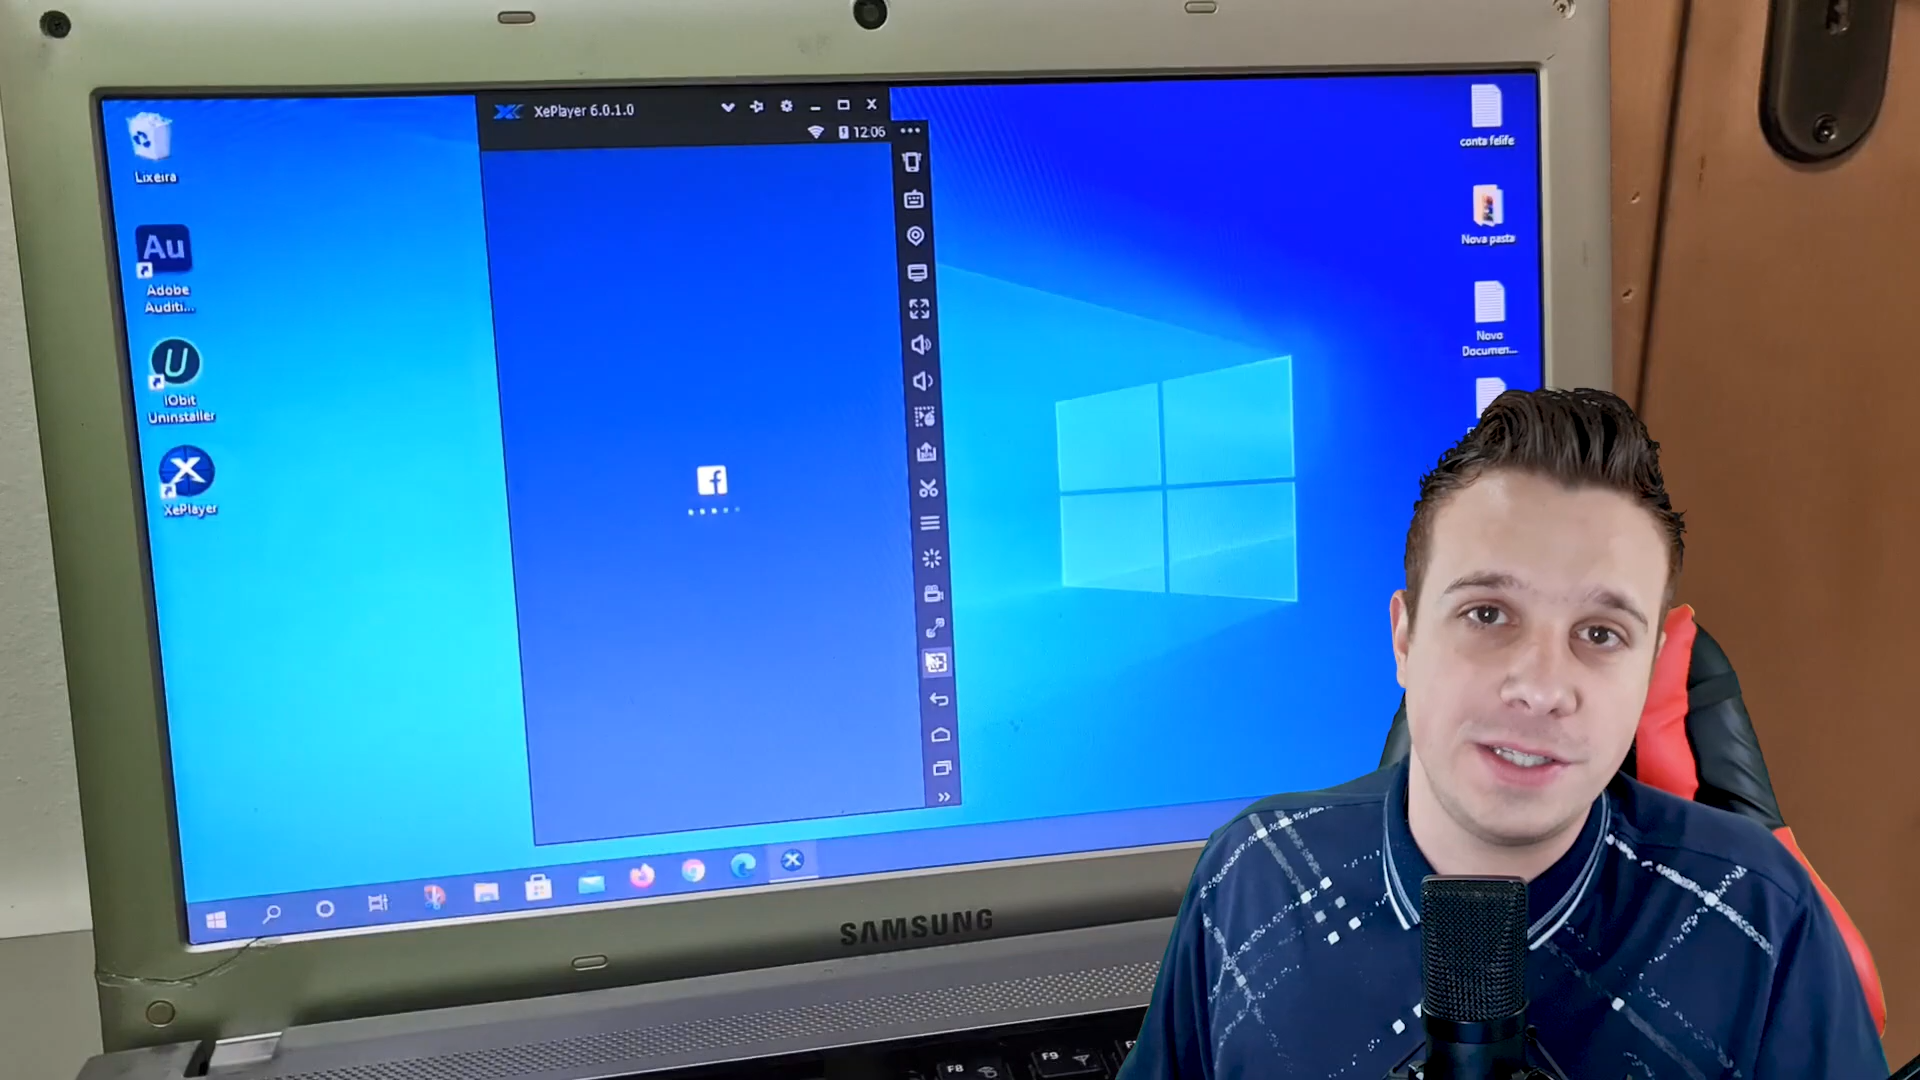 XePlayer 6.0.1.0
12:06
Lixeira
Au
Adobe
Auditi...
IObit
Uninstaller
XePlayer
conta felife
Nova pasta
Novo
Documen...
SAMSUNG
F8
F9